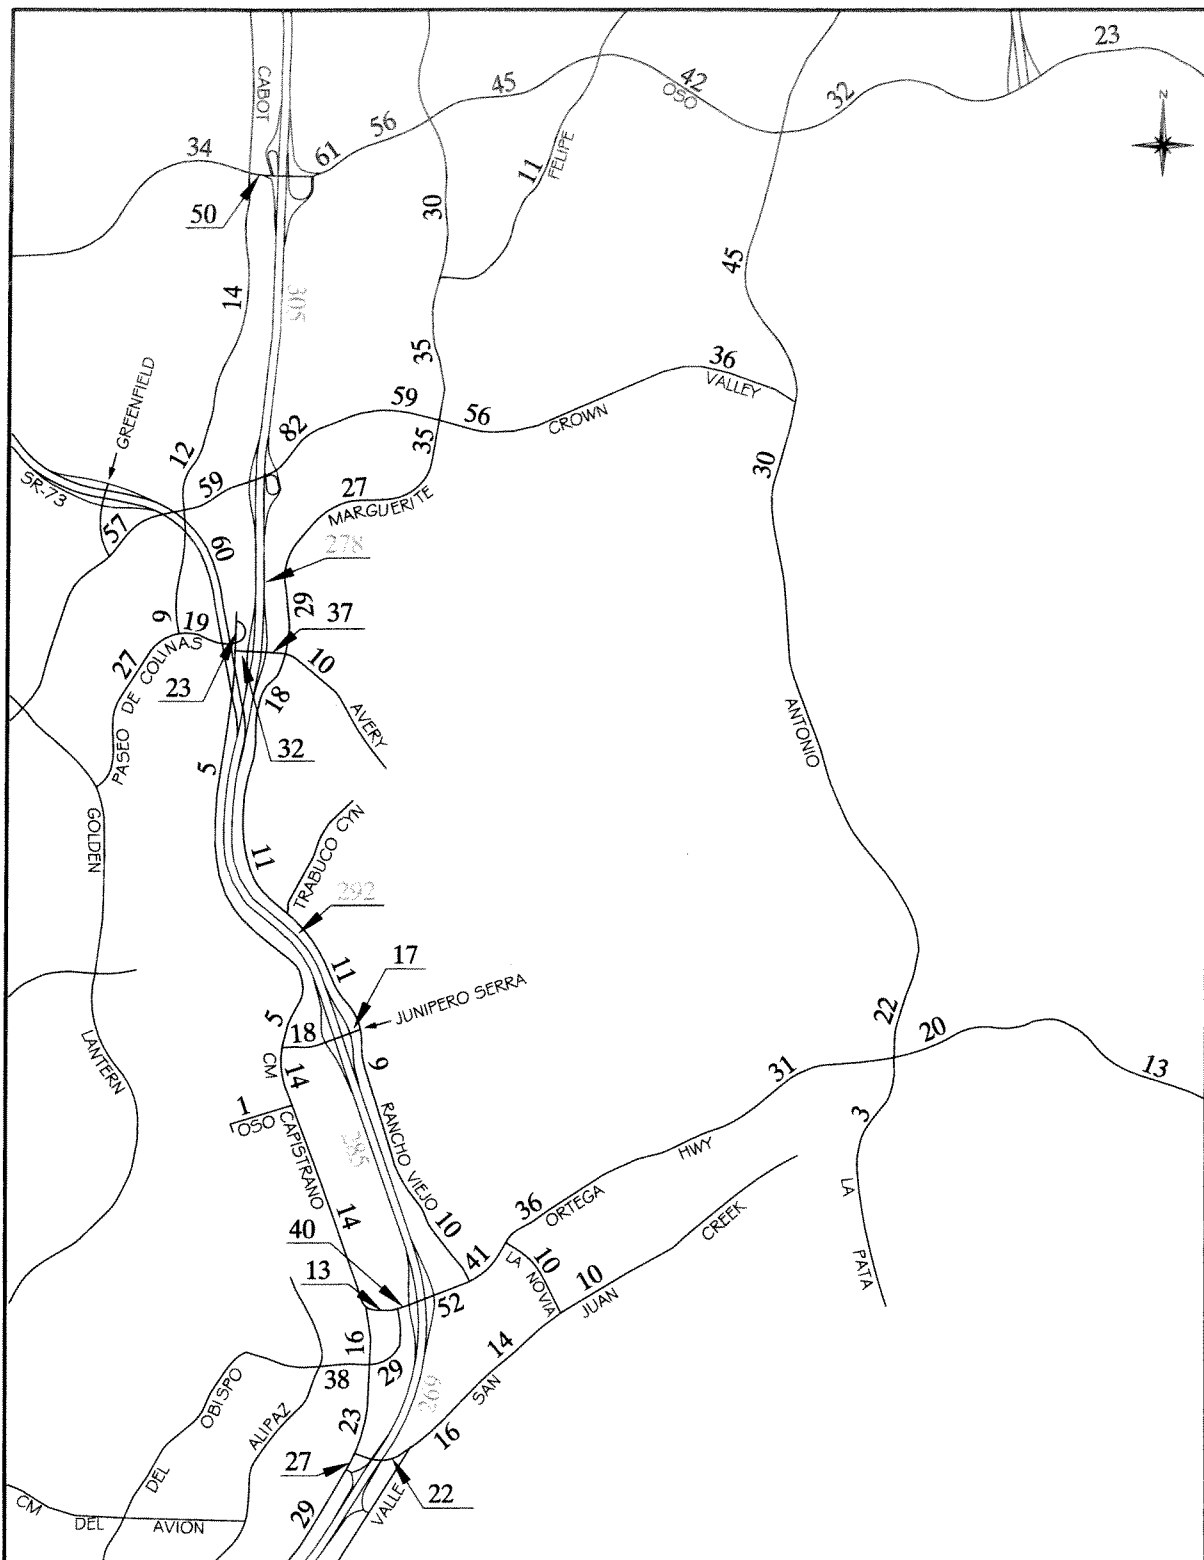 23
CABOT
45
42
OSO
32
N
34
61
56
11
FELIPE
50
30
45
14
305
35
36
VALLEY
GREENFIELD
59
56
CROWN
82
35
12
30
SR-73
59
27
MARGUERITE
57
60
278
9
19
29
37
27
PASEO DE COLINAS
10
23
18
AVERY
32
5
ANTONIO
GOLDEN
TRABUCO CYN
11
292
17
11
JUNIPERO SERRA
5
18
22
20
LANTERN
CM
14
9
31
13
1
OSO
CAPISTRANO
285
RANCHO VIEJO
3
HWY
LA
14
10
36
ORTEGA
CREEK
40
41
LA NOVIA
10
10
JUAN
PATA
13
52
16
29
38
14
OBISPO
269
SAN
ALIPAZ
23
16
27
DEL
22
CM
DEL
AVION
29
VALLE